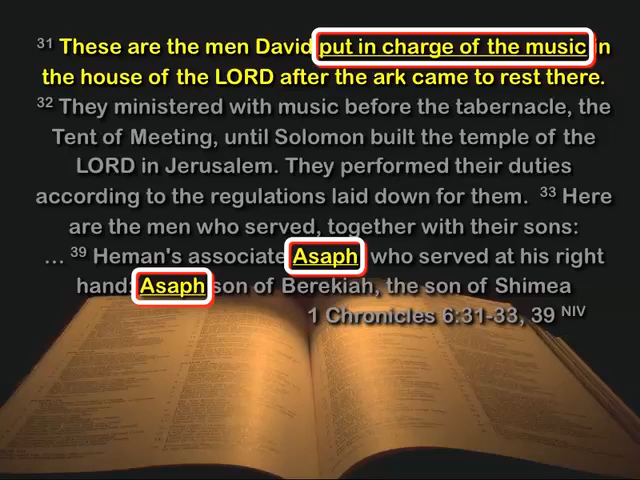 31 These are the men David put in charge of the music in
the house of the LORD after the ark came to rest there.
32 They ministered with music before the tabernacle, the
Tent of Meeting, until Solomon built the temple of the
LORD in Jerusalem. They performed their duties
according to the regulations laid down for them. 33 Here
are the men who served, together with their sons:
... 39 Heman's associate Asaph who served at his right
hand: Asaph son of Berekiah, the son of Shimea
1 Chronicles 6:31-33, 39 NIV